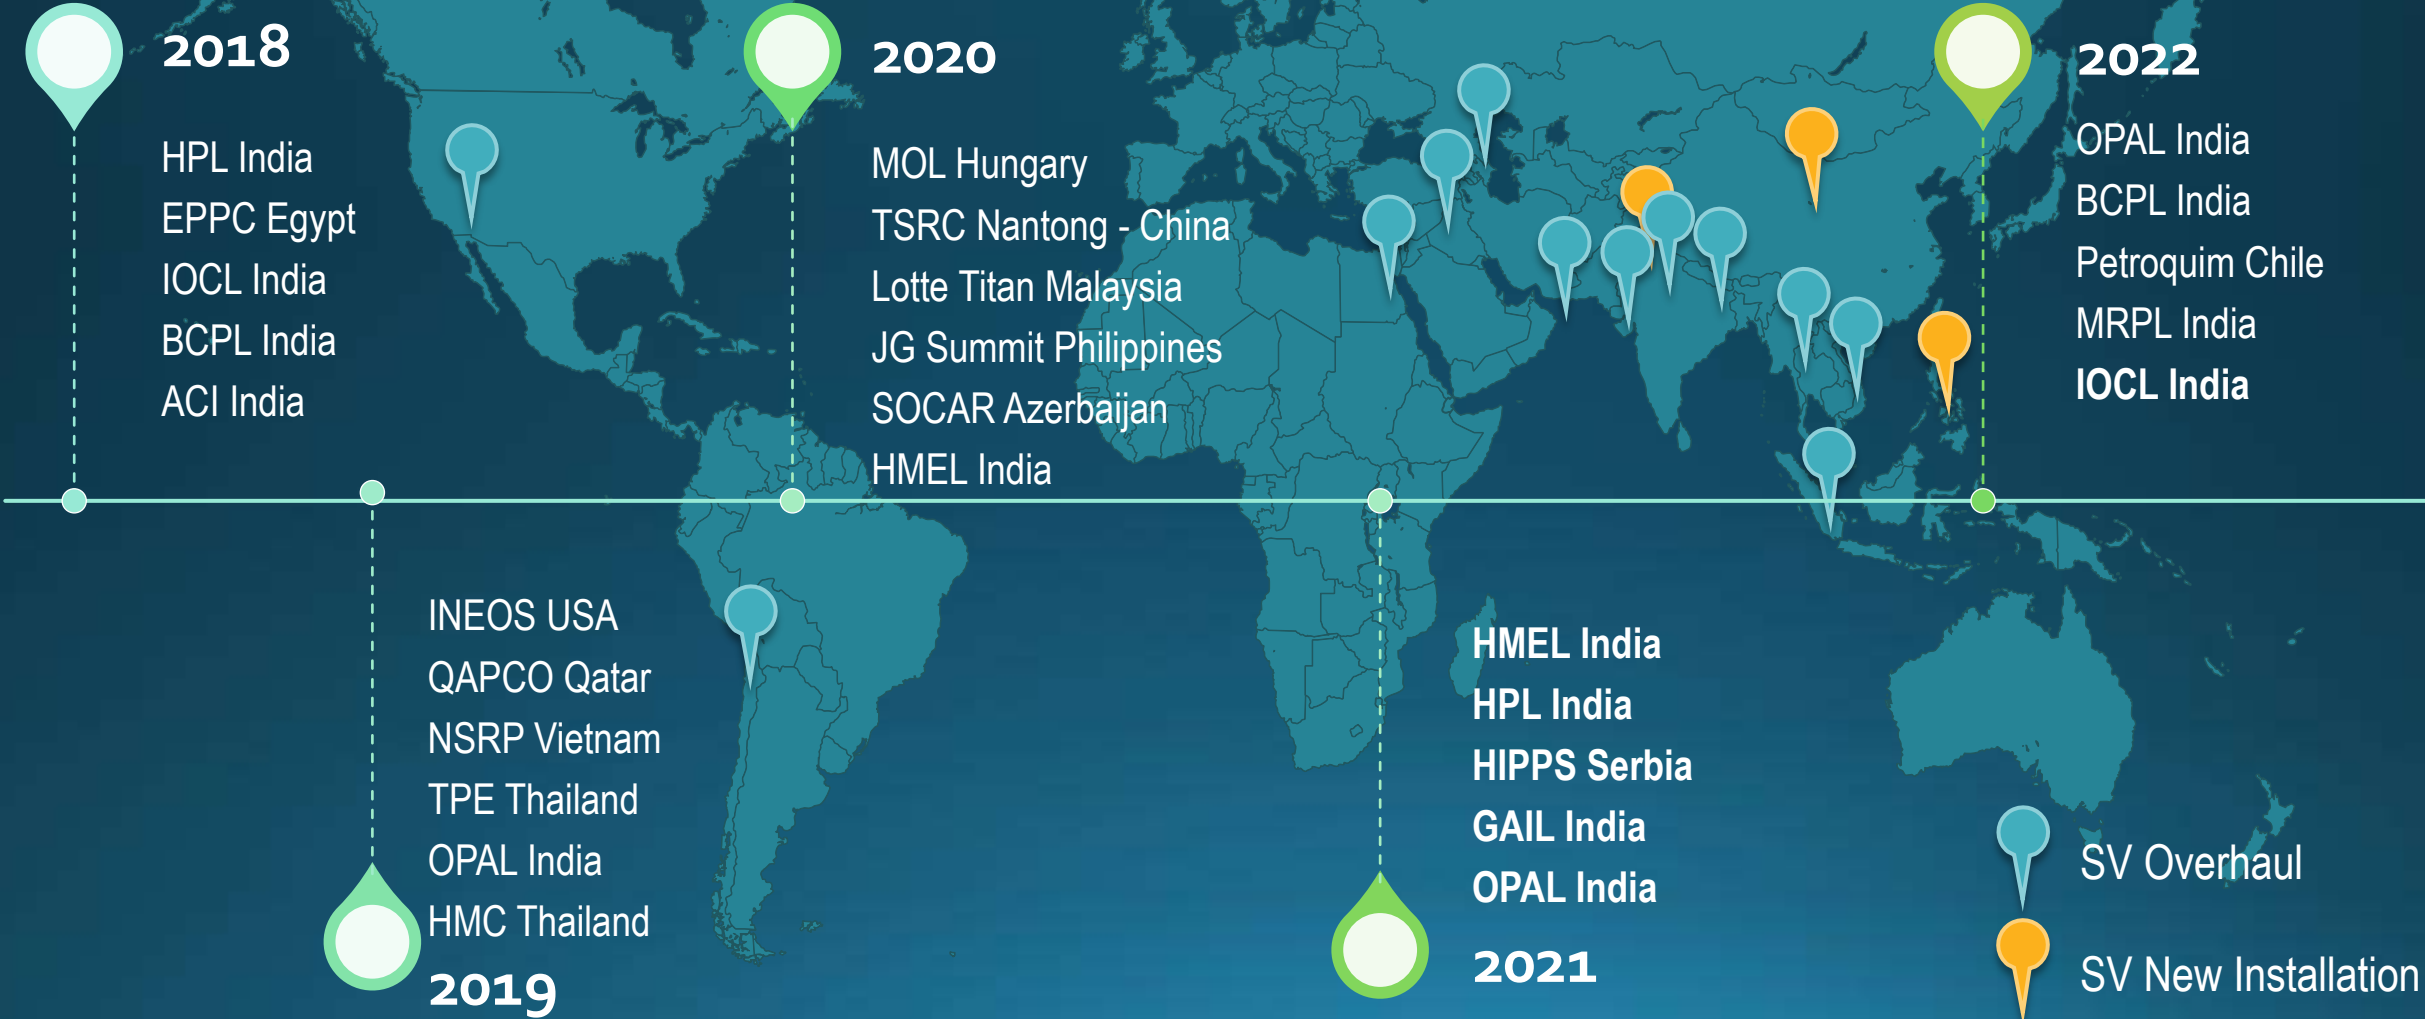 2018
HPL India
EPPC Egypt
IOCL India
BCPL India
ACI India
INEOS USA
QAPCO Qatar
NSRP Vietnam
TPE Thailand
OPAL India
HMC Thailand
2019
2020
MOL Hungary
TSRC Nantong - China
Lotte Titan Malaysia
JG Summit Philippines
SOCAR Azerbaijan
HMEL India
HMEL India
HPL India
HIPPS Serbia
GAIL India
OPAL India
2021
2022
OPAL India
BCPL India
Petroquim Chile
MRPL India
IOCL India
SV Overhaul
SV New Installation